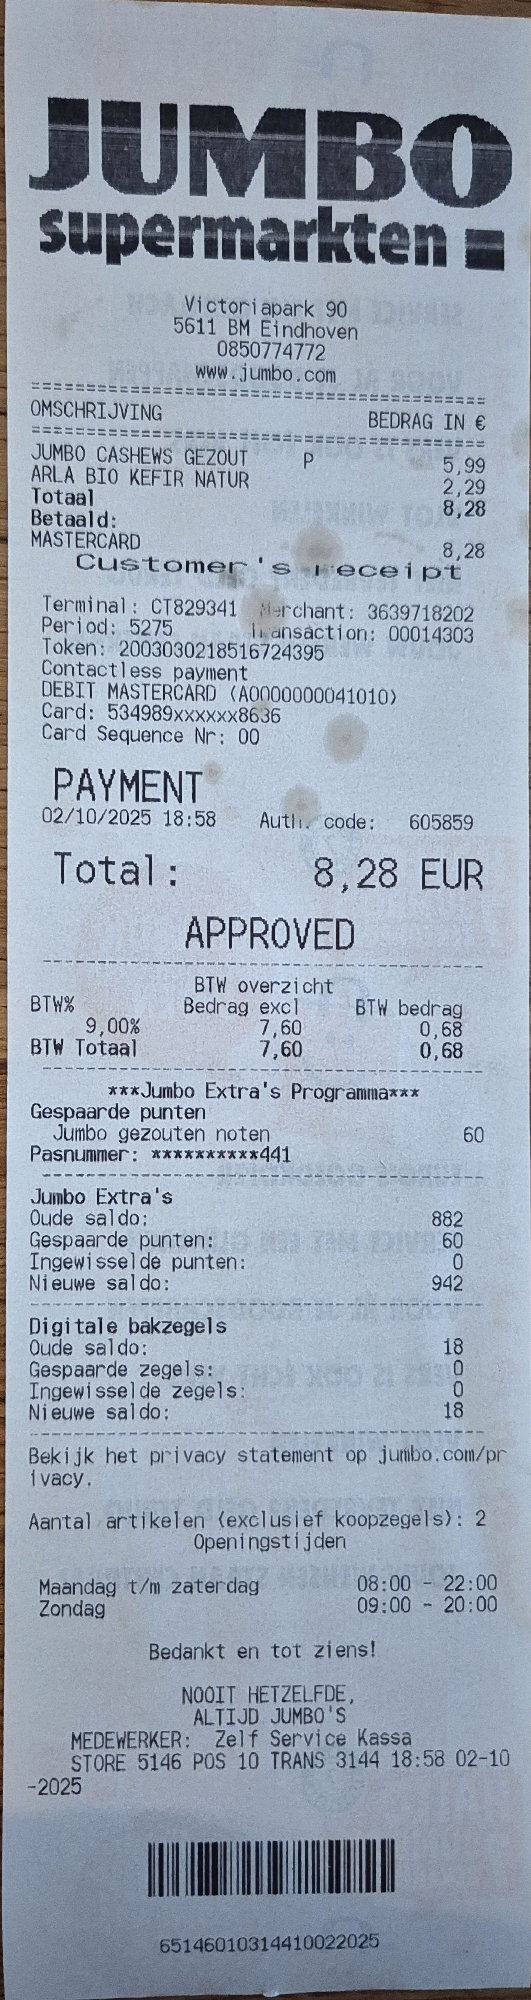 JUMBO
supermarkten
Victoriapark 90
5611 BM Eindhoven
0850774772
www.jumbo.com
================================================
OMSCHRIJVING BEDRAG IN €
================================================
JUMBO CASHEWS GEZOUT P 5,99
ARLA BIO KEFIR NATUR 2,29
Totaal 8,28
Betaald:
MASTERCARD 8,28
Customer's receipt
Terminal: CT829341 Merchant: 3639718202
Period: 5275 Transaction: 00014303
Token: 2003030218516724395
Contactless payment
DEBIT MASTERCARD (A0000000041010)
Card: 534989xxxxxx8636
Card Sequence Nr: 00
PAYMENT
02/10/2025 18:58 Auth. code: 605859
Total: 8,28 EUR
APPROVED
------------------------------------------------
BTW overzicht
BTW% Bedrag excl BTW bedrag
9,00% 7,60 0,68
BTW Totaal 7,60 0,68
------------------------------------------------
***Jumbo Extra's Programma***
Gespaarde punten
Jumbo gezouten noten 60
Pasnummer: **********441
------------------------------------------------
Jumbo Extra's
Oude saldo: 882
Gespaarde punten: 60
Ingewisselde punten: 0
Nieuwe saldo: 942
------------------------------------------------
Digitale bakzegels
Oude saldo: 18
Gespaarde zegels: 0
Ingewisselde zegels: 0
Nieuwe saldo: 18
------------------------------------------------
Bekijk het privacy statement op jumbo.com/pr
ivacy.
Aantal artikelen (exclusief koopzegels): 2
Openingstijden
Maandag t/m zaterdag 08:00 - 22:00
Zondag 09:00 - 20:00
Bedankt en tot ziens!
NOOIT HETZELFDE,
ALTIJD JUMBO'S
MEDEWERKER: Zelf Service Kassa
STORE 5146 POS 10 TRANS 3144 18:58 02-10
-2025
65146010314410022025